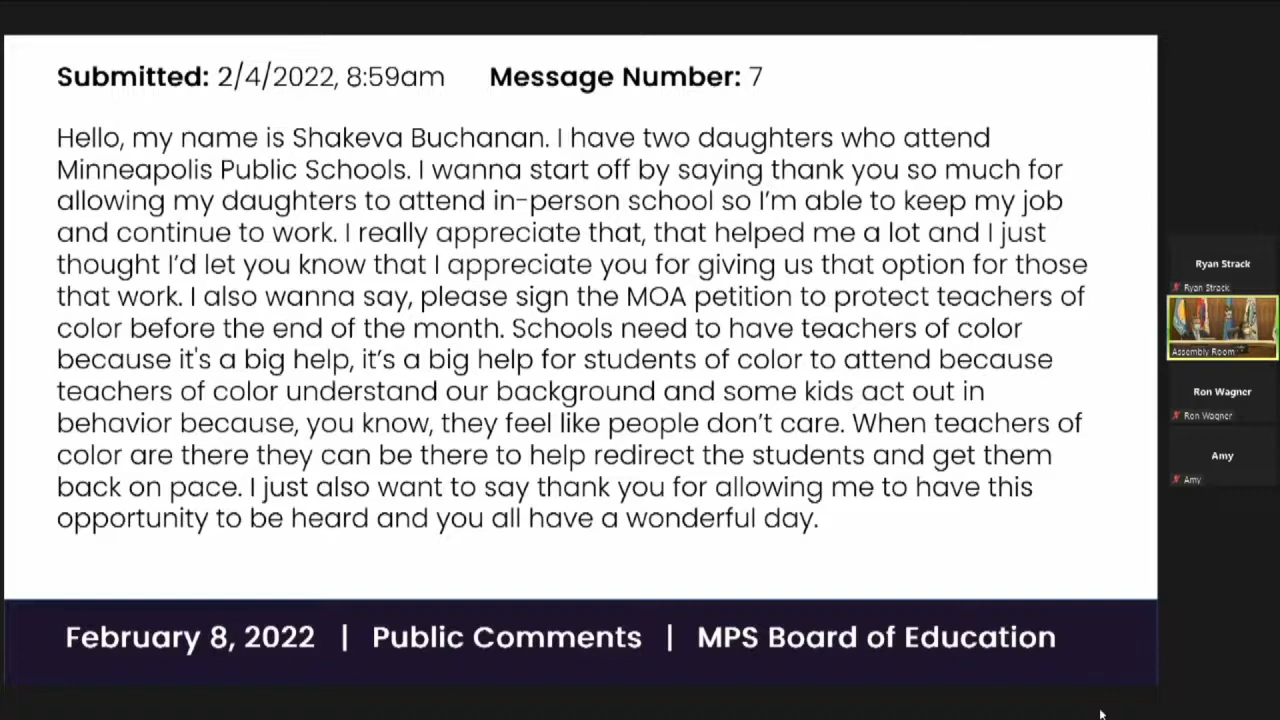 Submitted: 2/4/2022, 8:59am Message Number: 7
Hello, my name is Shakeva Buchanan. I have two daughters who attend
Minneapolis Public Schools. I wanna start off by saying thank you so much for
allowing my daughters to attend in-person school so I'm able to keep my job
and continue to work. I really appreciate that, that helped me a lot and I just
thought I'd let you know that I appreciate you for giving us that option for those
that work. I also wanna say, please sign the MOA petition to protect teachers of
color before the end of the month. Schools need to have teachers of color
because it's a big help, it's a big help for students of color to attend because
teachers of color understand our background and some kids act out in
behavior because, you know, they feel like people don't care. When teachers of
color are there they can be there to help redirect the students and get them
back on pace. I just also want to say thank you for allowing me to have this
opportunity to be heard and you all have a wonderful day.
February 8, 2022 | Public Comments | MPS Board of Education
Ryan Strack
Ryan Strack
Assembly Room
Ron Wagner
Ron Wagner
Amy
Amy